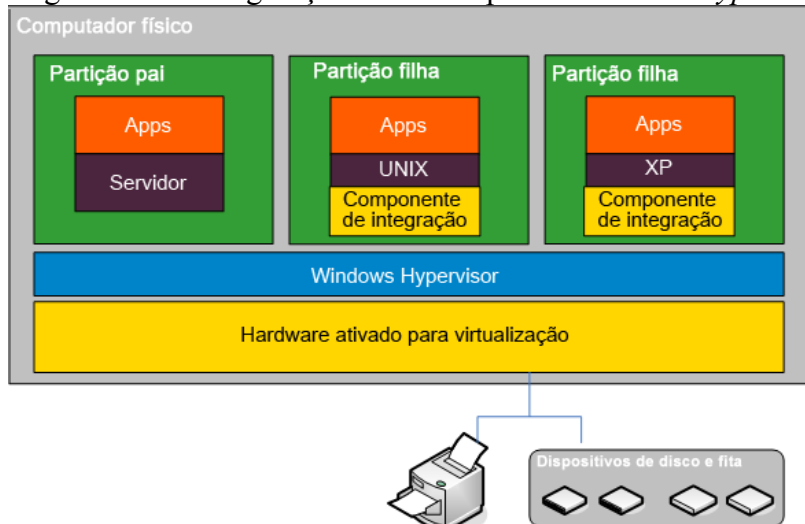 Computador físico
Partição pai
Apps
Servidor
Partição filha
Apps
UNIX
Componente
de integração
Partição filha
Apps
XP
Componente
de integração
Windows Hypervisor
Hardware ativado para virtualização
Dispositivos de disco e fita